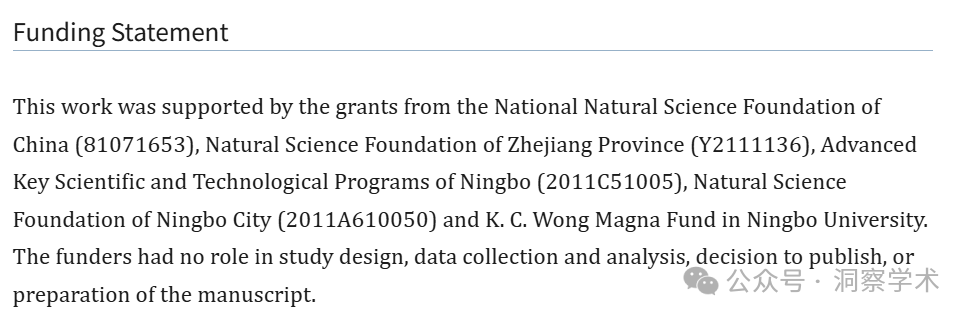 Funding Statement
This work was supported by the grants from the National Natural Science Foundation of
China (81071653), Natural Science Foundation of Zhejiang Province (Y2111136), Advanced
Key Scientific and Technological Programs of Ningbo (2011C51005), Natural Science
Foundation of Ningbo City (2011A610050) and K. C. Wong Magna Fund in Ningbo University.
The funders had no role in study design, data collection and analysis, decision to publish, or
preparation of the manuscript.
公众号 · 洞察学术